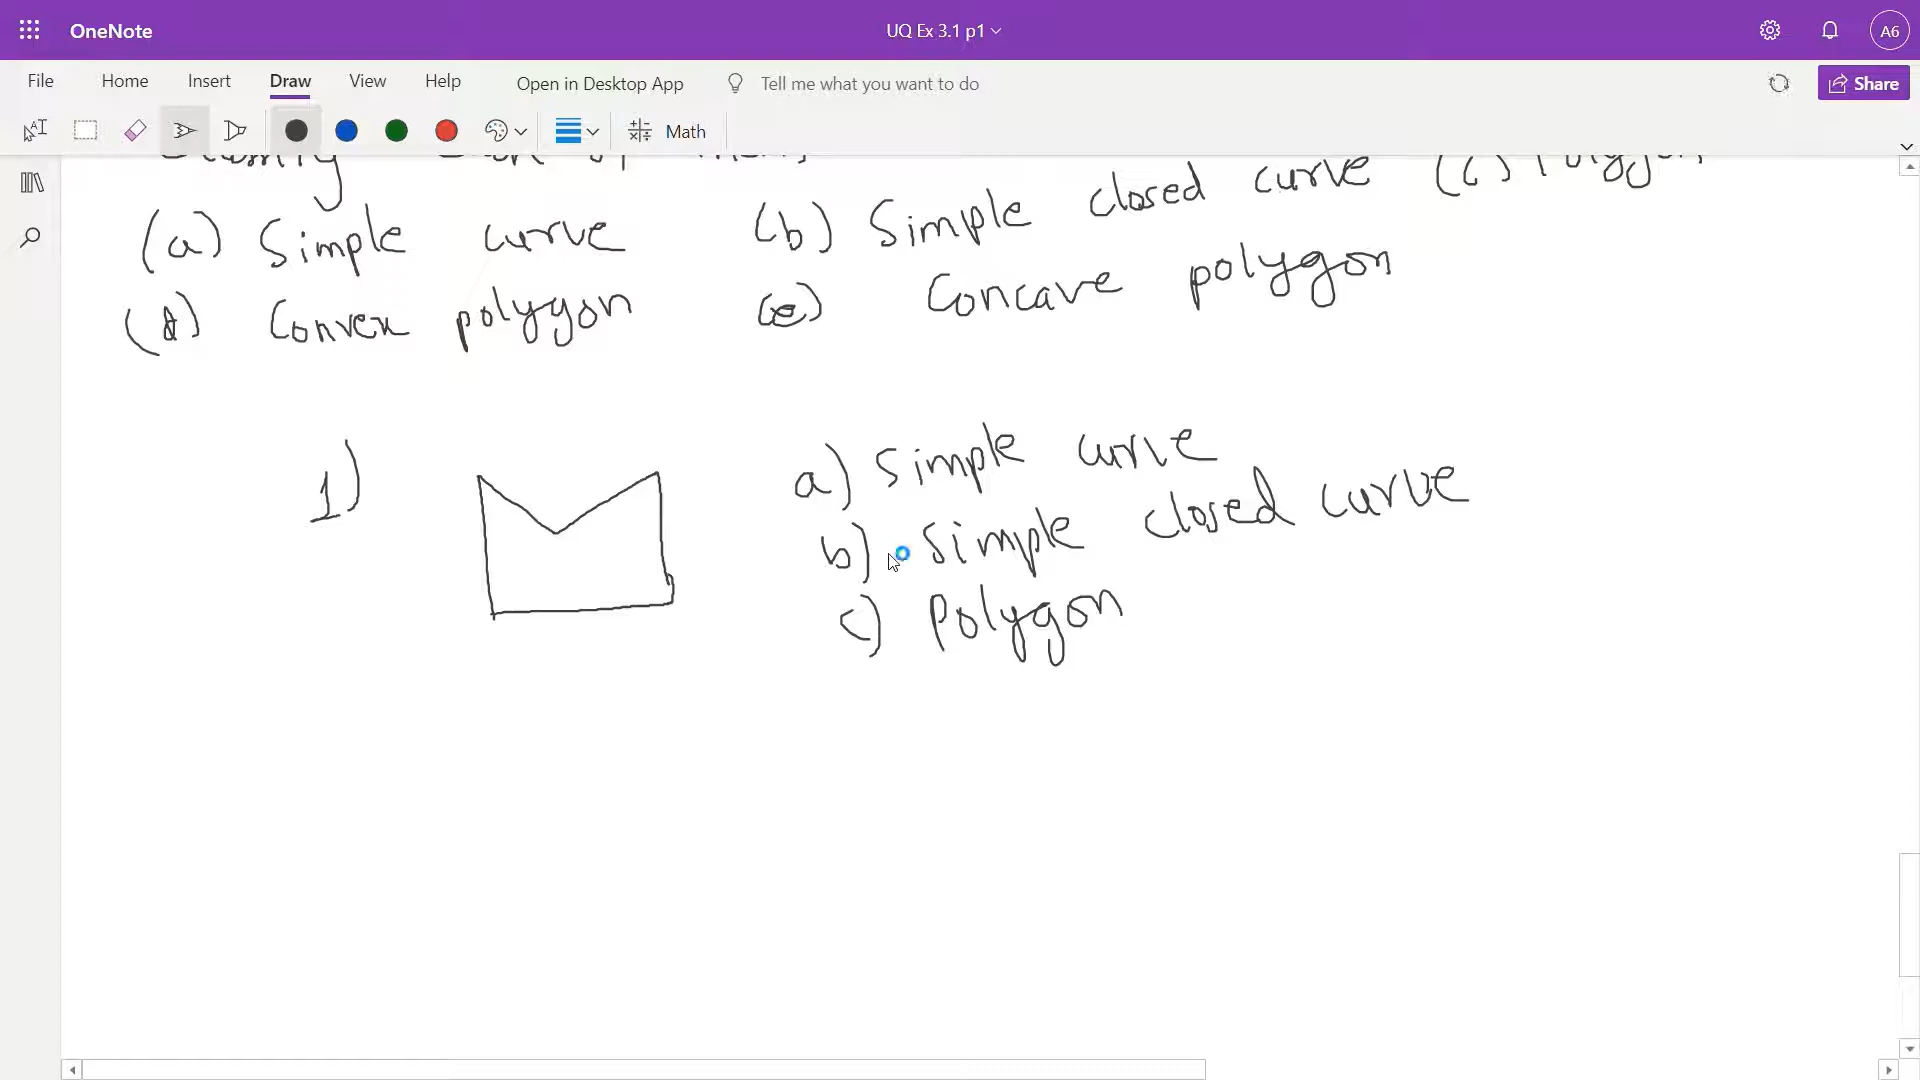 OneNote
UQ Ex 3.1 p1
A6
File Home Insert Draw View Help Open in Desktop App Tell me what you want to do Share
Math
(a) Simple curve (b) Simple closed curve (c) Polygon
(d) Convex polygon (e) Concave polygon
1)
a) Simple curve
b) Simple closed curve
c) Polygon